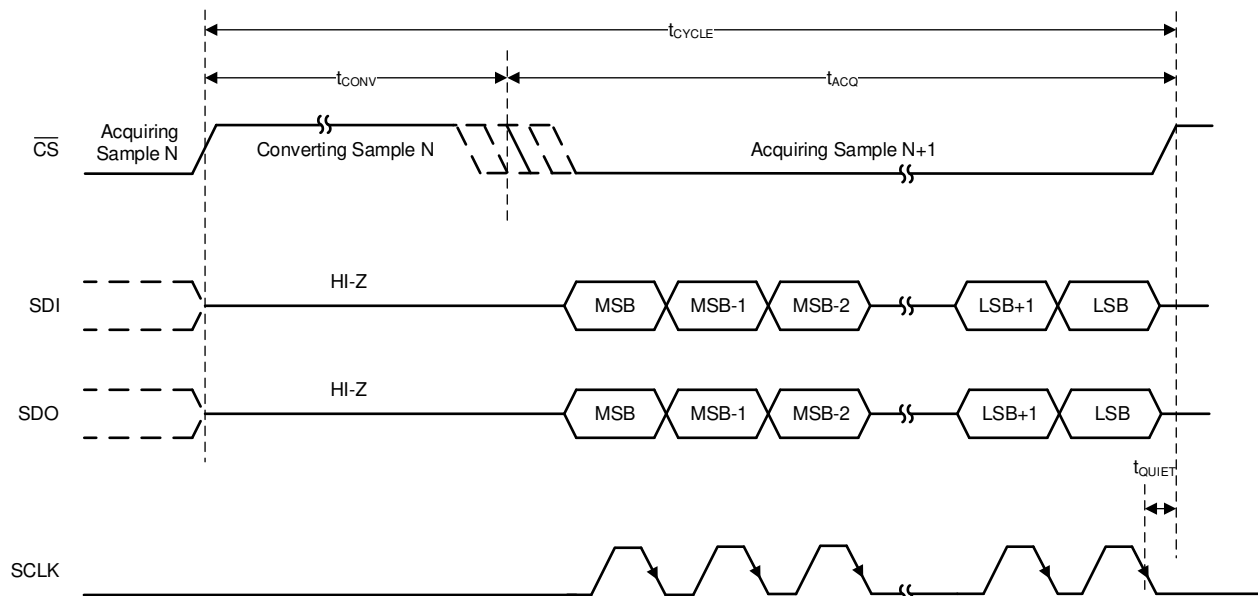 tCYCLE
tCONV
tACQ
CS
Acquiring
Sample N
Converting Sample N
Acquiring Sample N+1
HI-Z
SDI
MSB
MSB-1
MSB-2
LSB+1
LSB
HI-Z
SDO
MSB
MSB-1
MSB-2
LSB+1
LSB
tQUIET
SCLK